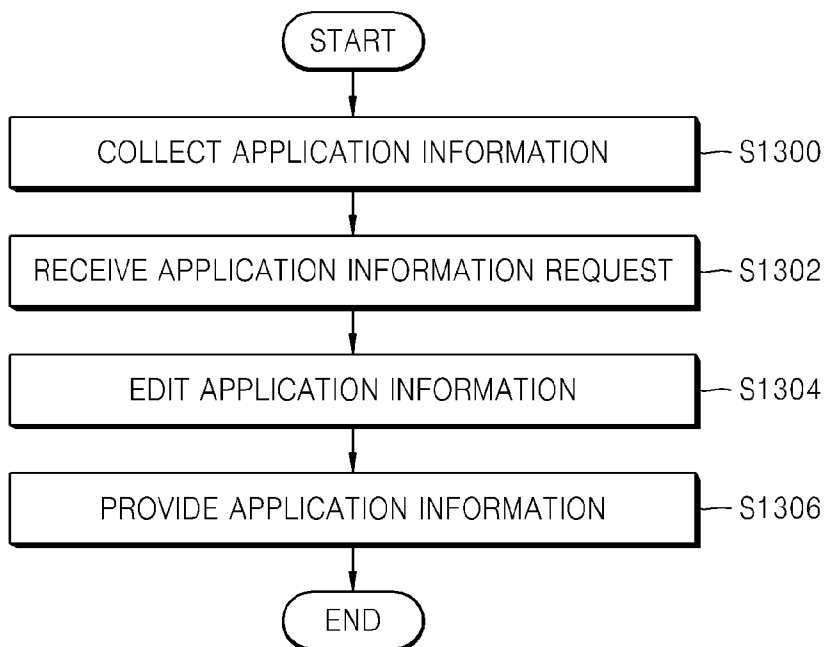 START
COLLECT APPLICATION INFORMATION S1300
RECEIVE APPLICATION INFORMATION REQUEST S1302
EDIT APPLICATION INFORMATION S1304
PROVIDE APPLICATION INFORMATION S1306
END